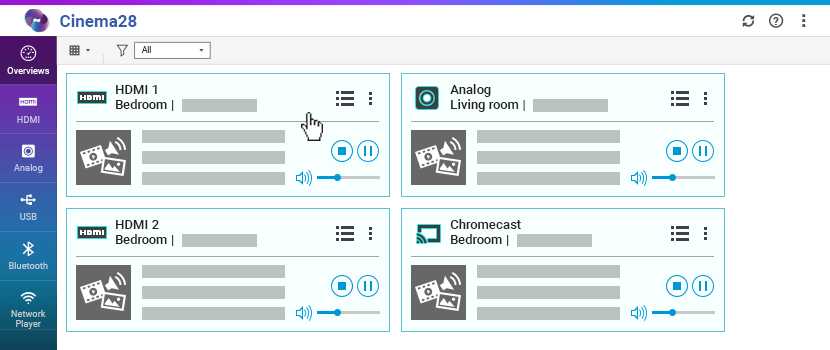 Cinema28
Overviews
HDMI
Analog
USB
Bluetooth
Network
Player
All
HDMI
HDMI 1
Bedroom |
Analog
Living room |
HDMI
HDMI 2
Bedroom |
Chromecast
Bedroom |